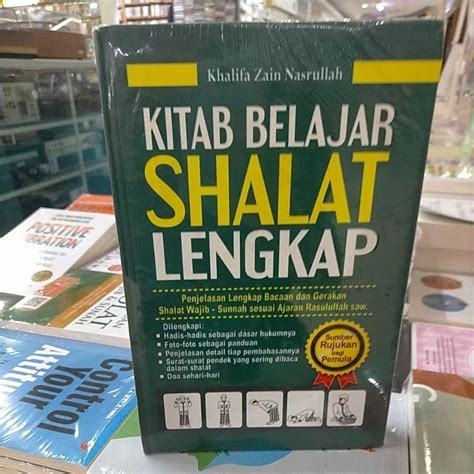 Khalifa Zain Nasrullah
KITAB BELAJAR
SHALAT
LENGKAP
Penjelasan Lengkap Bacaan dan Gerakan
Shalat Wajib - Sunnah sesuai Ajaran Rasulullah saw.
Dilengkapi:
• Hadis-hadis sebagai dasar hukumnya
• Foto-foto sebagai panduan
• Penjelasan detail tiap pembahasannya
• Surat-surat pendek yang sering dibaca
dalam shalat
• Doa sehari-hari
Sumber
Rujukan
bagi
Pemula
POSITIVE
Control
Your
Attitude